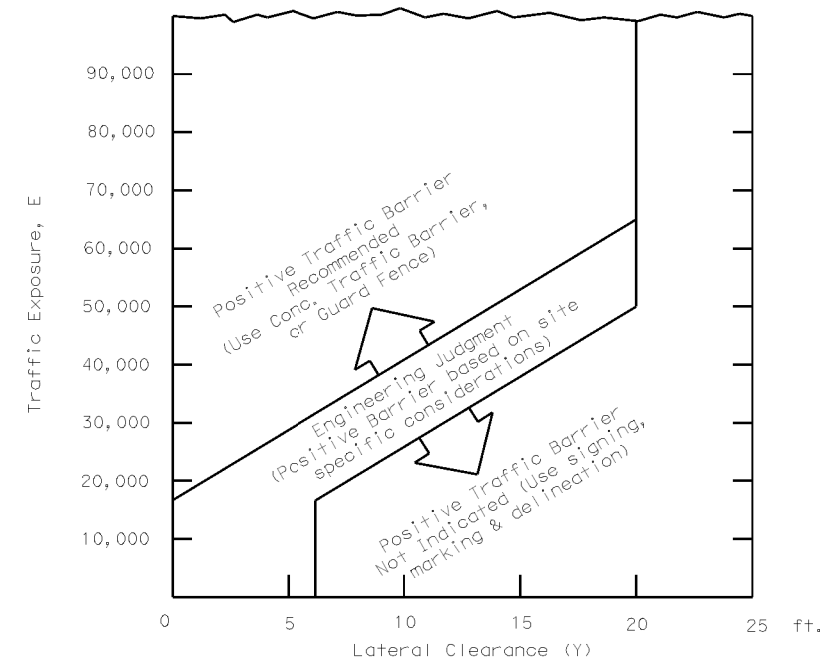 90,000
80,000
70,000
60,000
50,000
40,000
30,000
20,000
10,000
Traffic Exposure, E
Positive Traffic Barrier
Recommended
(Use Conc. Traffic Barrier,
or Guard Fence)
Engineering Judgment
(Positive Barrier based on site
specific considerations)
Positive Traffic Barrier
Not Indicated (Use signing,
marking & delineation)
0 5 10 15 20 25 ft.
Lateral Clearance (Y)